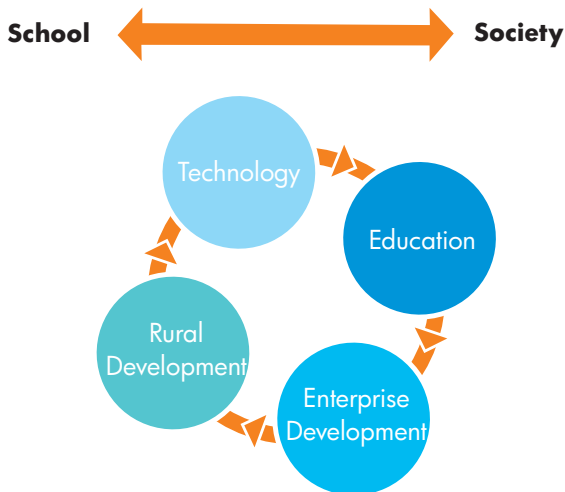 School
Society
Technology
Education
Rural
Development
Enterprise
Development